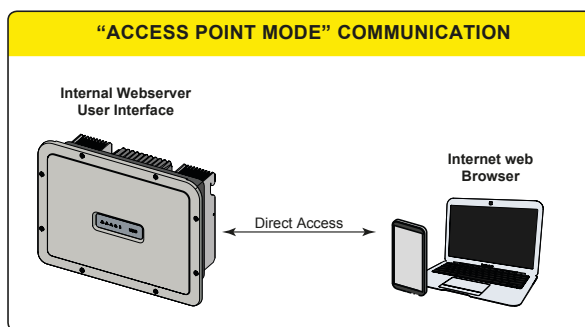 “ACCESS POINT MODE” COMMUNICATION
Internal Webserver
User Interface
Internet web
Browser
Direct Access